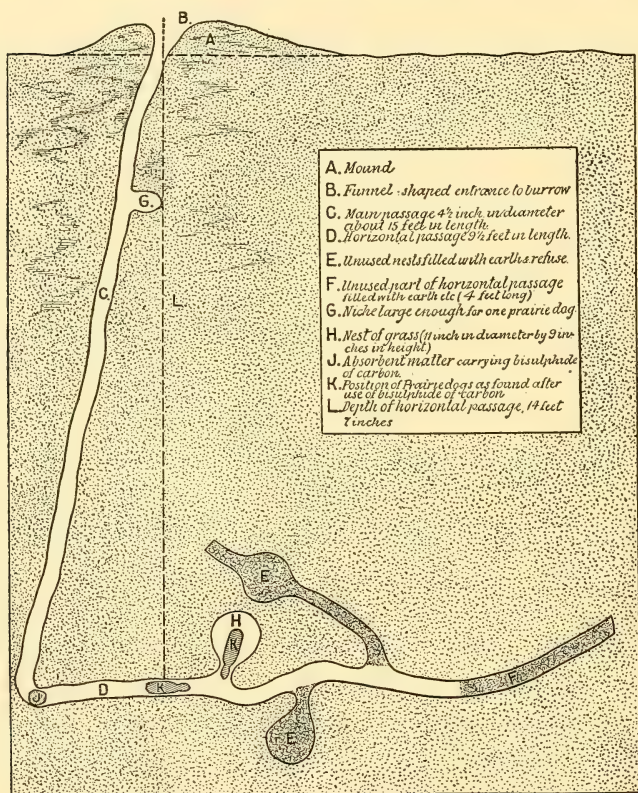 B.
A
G.
C.
L.
E
H
K
D
K
J
F
E
A. Mound
B. Funnel-shaped entrance to burrow
C. Main passage 4½ inch in diameter
about 15 feet in length.
D. Horizontal passage 9½ feet in length.
E. Unused nests filled with earth & refuse.
F. Unused part of horizontal passage
filled with earth etc (4 feet long)
G. Niche large enough for one prairie dog
H. Nest of grass (11 inch in diameter by 9 in-
ches in height)
J. Absorbent matter carrying bisulphide
of carbon.
K. Position of Prairie dogs as found after
use of bisulphide of carbon
L. Depth of horizontal passage, 14 feet
7 inches